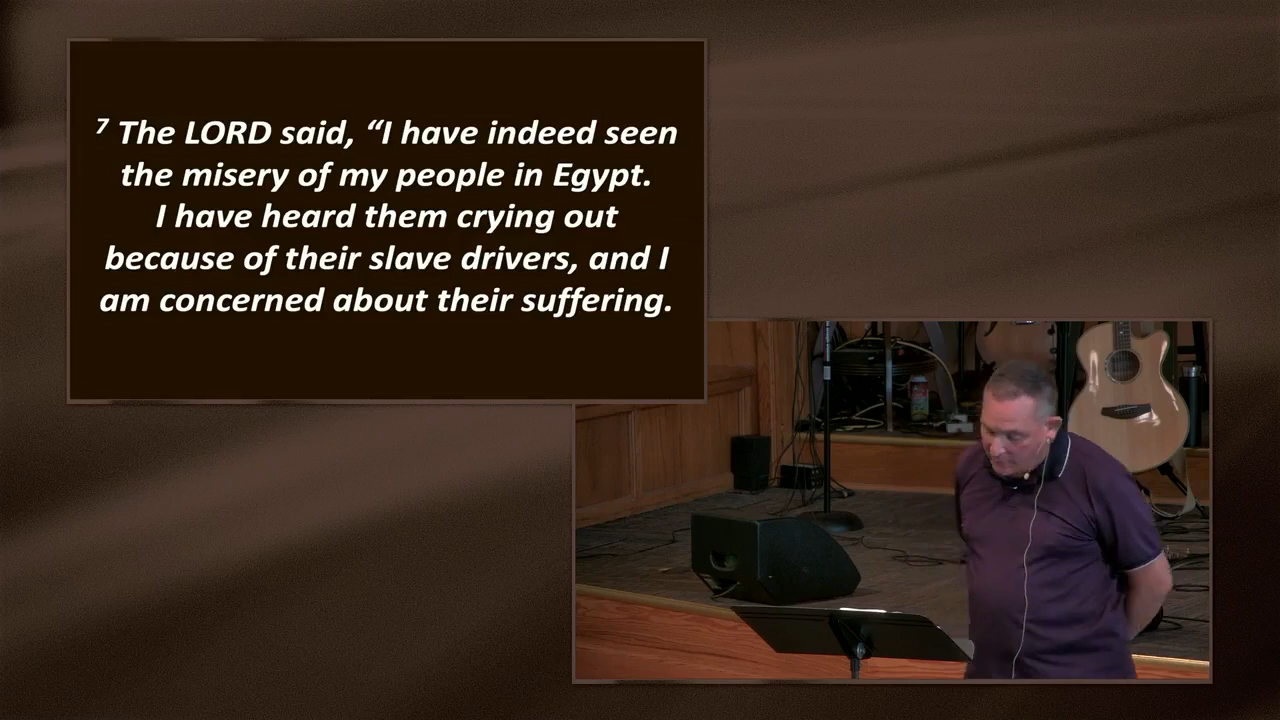 7 The LORD said, “I have indeed seen
the misery of my people in Egypt.
I have heard them crying out
because of their slave drivers, and I
am concerned about their suffering.